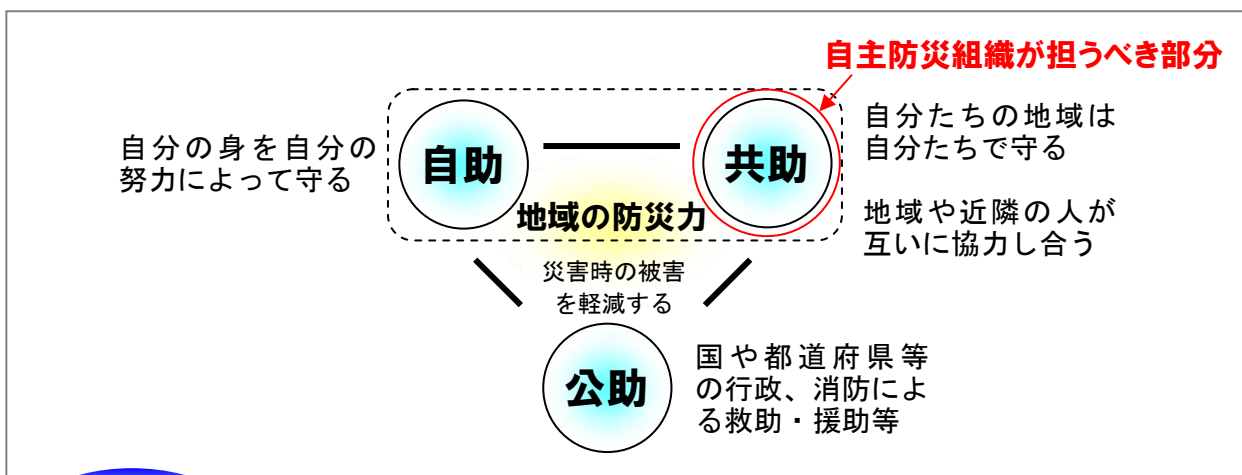 自主防災組織が担うべき部分
自分の身を自分の
努力によって守る
自助
共助
自分たちの地域は
自分たちで守る
地域や近隣の人が
互いに協力し合う
地域の防災力
災害時の被害
を軽減する
公助
国や都道府県等
の行政、消防によ
る救助・援助等